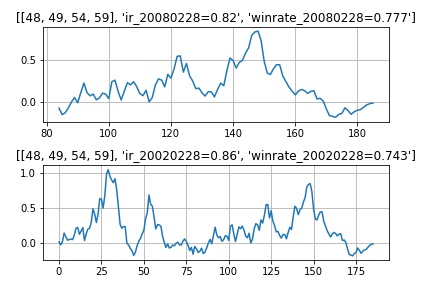 [[48, 49, 54, 59], 'ir_20080228=0.82', 'winrate_20080228=0.777']
0.5
0.0
80 100 120 140 160 180
[[48, 49, 54, 59], 'ir_20020228=0.86', 'winrate_20020228=0.743']
1.0
0.5
0.0
0 25 50 75 100 125 150 175